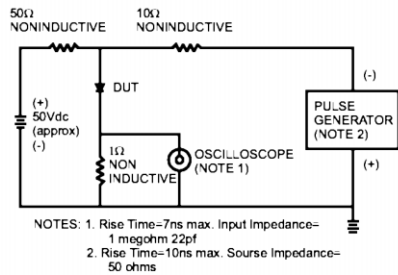 50Ω
NONINDUCTIVE
10Ω
NONINDUCTIVE
(+)
50Vdc
(approx)
(-)
DUT
1Ω
NON
INDUCTIVE
OSCILLOSCOPE
(NOTE 1)
(-)
PULSE
GENERATOR
(NOTE 2)
(+)
NOTES: 1. Rise Time=7ns max. Input Impedance=
1 megohm 22pf
2. Rise Time=10ns max. Sourse Impedance=
50 ohms